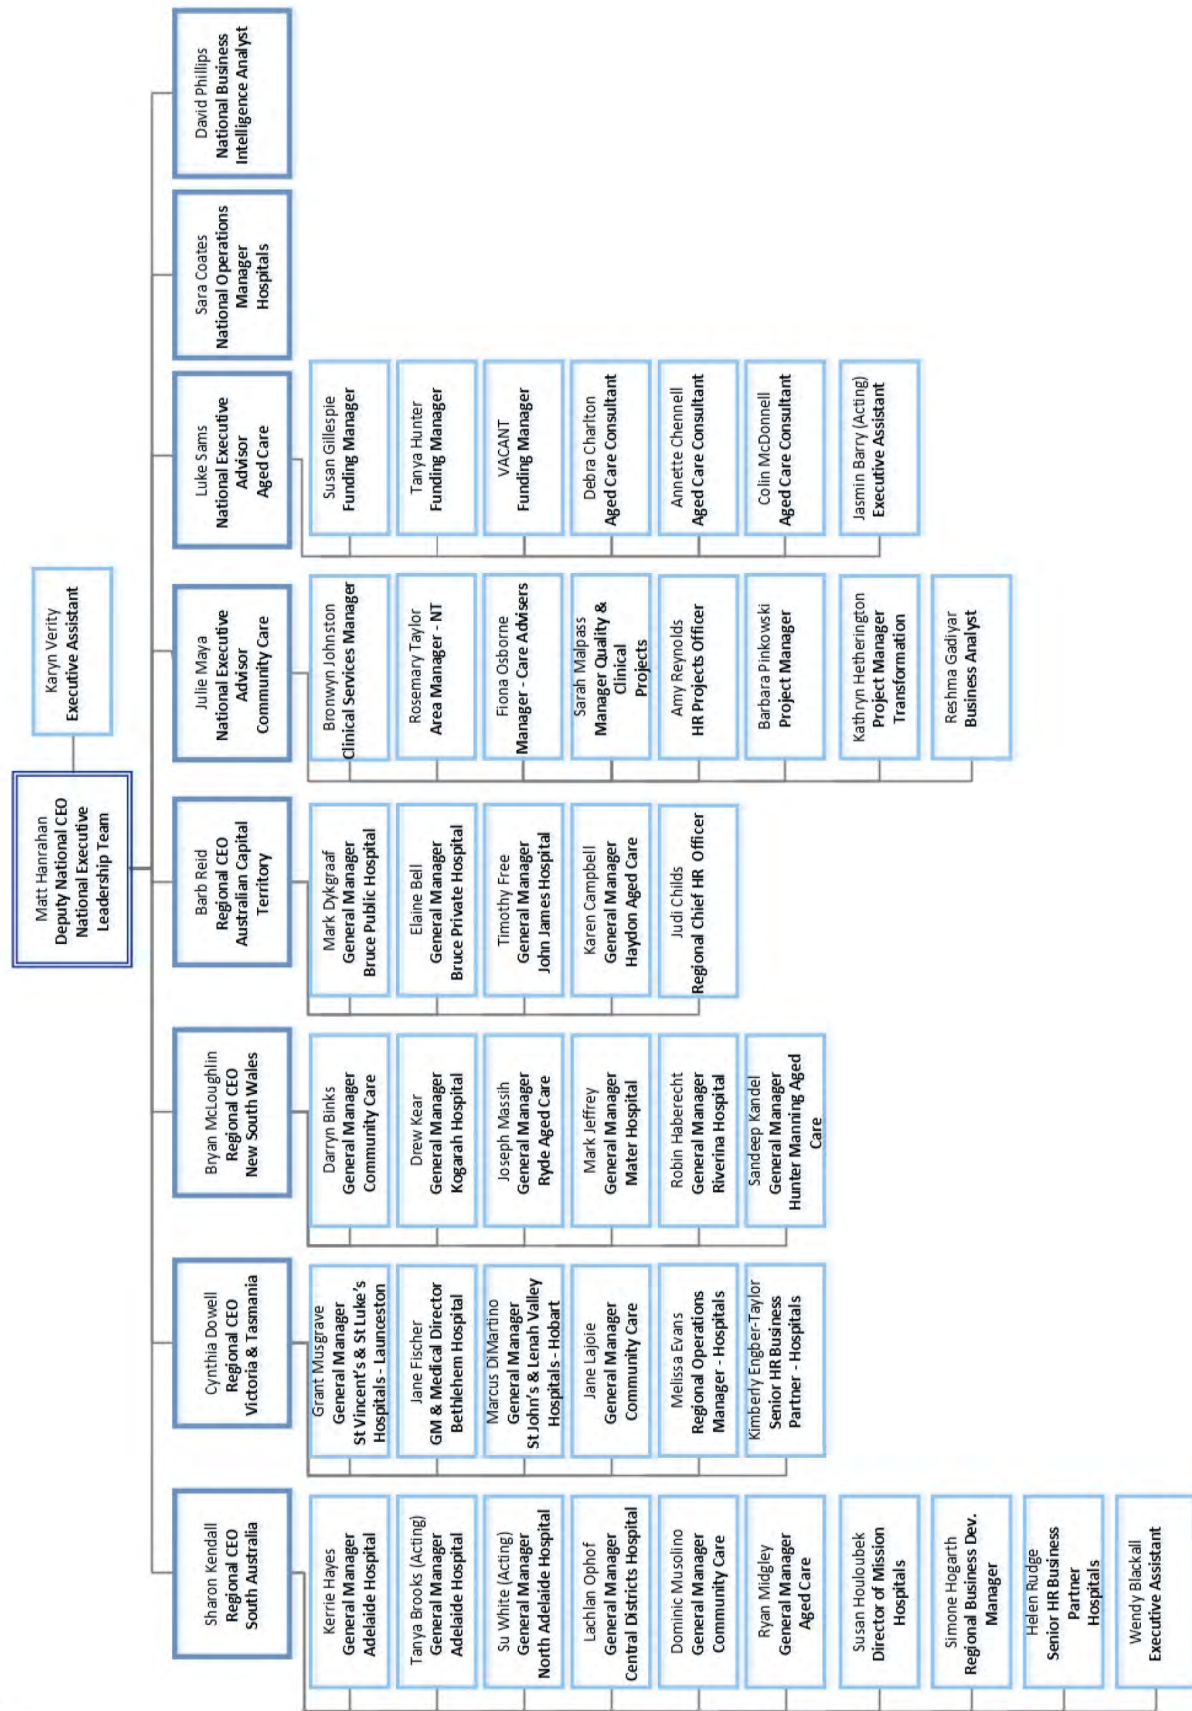 Matt Hanrahan
Deputy National CEO
National Executive
Leadership Team
Karyn Verity
Executive Assistant
Sharon Kendall
Regional CEO
South Australia
Cynthia Dowell
Regional CEO
Victoria & Tasmania
Bryan McLoughlin
Regional CEO
New South Wales
Barb Reid
Regional CEO
Australian Capital
Territory
Julie Maya
National Executive
Advisor
Community Care
Luke Sams
National Executive
Advisor
Aged Care
Sara Coates
National Operations
Manager
Hospitals
David Phillips
National Business
Intelligence Analyst
Kerrie Hayes
General Manager
Adelaide Hospital
Tanya Brooks (Acting)
General Manager
Adelaide Hospital
Su White (Acting)
General Manager
North Adelaide Hospital
Lachlan Ophof
General Manager
Central Districts Hospital
Dominic Musolino
General Manager
Community Care
Ryan Midgley
General Manager
Aged Care
Susan Houloubek
Director of Mission
Hospitals
Simone Hogarth
Regional Business Dev.
Manager
Helen Rudge
Senior HR Business
Partner
Hospitals
Wendy Blackall
Executive Assistant
Grant Musgrave
General Manager
St Vincent's & St Luke's
Hospitals - Launceston
Jane Fischer
GM & Medical Director
Bethlehem Hospital
Marcus DiMartino
General Manager
St John's & Lenah Valley
Hospitals - Hobart
Jane Lajoie
General Manager
Community Care
Melissa Evans
Regional Operations
Manager - Hospitals
Kimberly Engber-Taylor
Senior HR Business
Partner - Hospitals
Darryn Binks
General Manager
Community Care
Drew Kear
General Manager
Kogarah Hospital
Joseph Massih
General Manager
Ryde Aged Care
Mark Jeffrey
General Manager
Mater Hospital
Robin Haberecht
General Manager
Riverina Hospital
Sandeep Kandel
General Manager
Hunter Manning Aged
Care
Mark Dykgraaf
General Manager
Bruce Public Hospital
Elaine Bell
General Manager
Bruce Private Hospital
Timothy Free
General Manager
John James Hospital
Karen Campbell
General Manager
Haydon Aged Care
Judi Childs
Regional Chief HR Officer
Bronwyn Johnston
Clinical Services Manager
Rosemary Taylor
Area Manager - NT
Fiona Osborne
Manager - Care Advisers
Sarah Malpass
Manager Quality &
Clinical
Projects
Amy Reynolds
HR Projects Officer
Barbara Pinkowski
Project Manager
Kathryn Hetherington
Project Manager
Transformation
Reshma Gadiyar
Business Analyst
Susan Gillespie
Funding Manager
Tanya Hunter
Funding Manager
VACANT
Funding Manager
Debra Charlton
Aged Care Consultant
Annette Chennell
Aged Care Consultant
Colin McDonnell
Aged Care Consultant
Jasmin Barry (Acting)
Executive Assistant